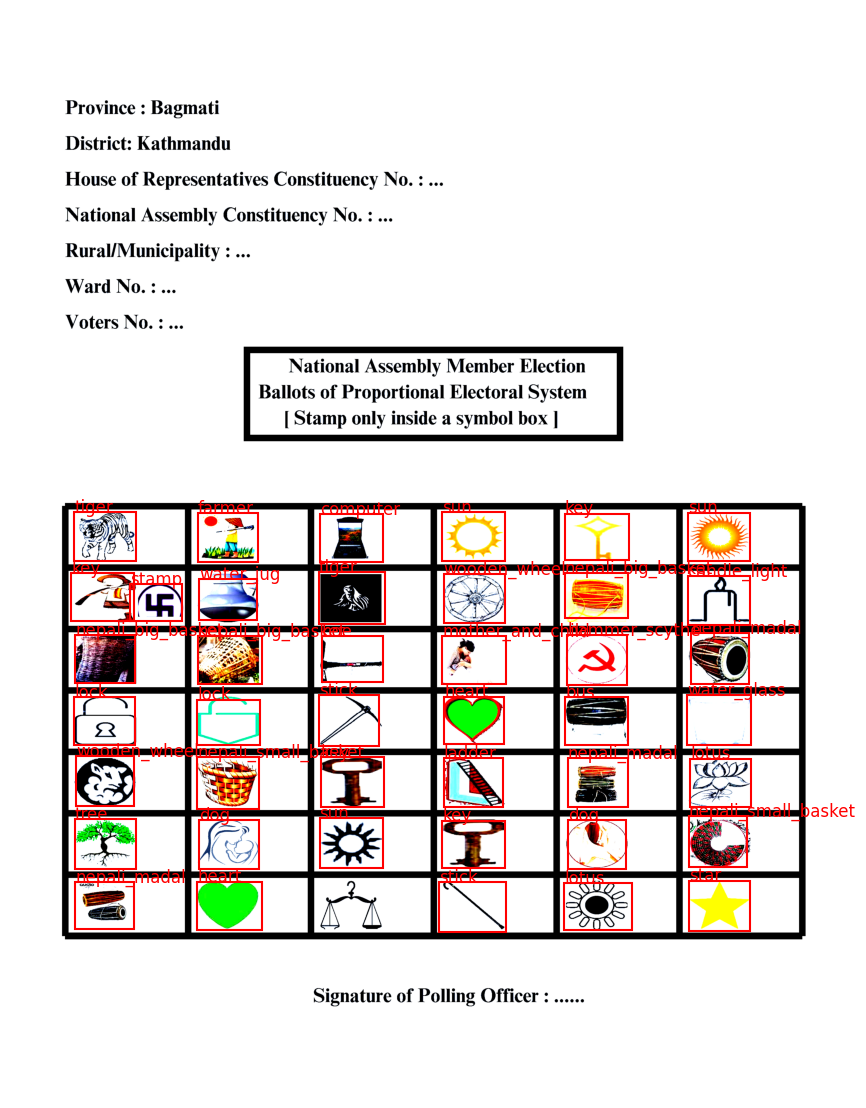 Province : Bagmati
District: Kathmandu
House of Representatives Constituency No. : ...
National Assembly Constituency No. : ...
Rural/Municipality : ...
Ward No. : ...
Voters No. : ...
National Assembly Member Election
Ballots of Proportional Electoral System
[ Stamp only inside a symbol box ]
tiger farmer computer sun key sun
key stamp water_jug tiger wooden_wheel nepali_big_basket candle_light
nepali_big_basket nepali_big_basket mother_and_child hammer_scythe nepali_madal
lock lock stick heart bus water_glass
wooden_wheel nepali_small_basket ladder nepali_madal lotus
tree dog sun key dog nepali_small_basket
nepali_madal heart stick lotus star
Signature of Polling Officer : ......